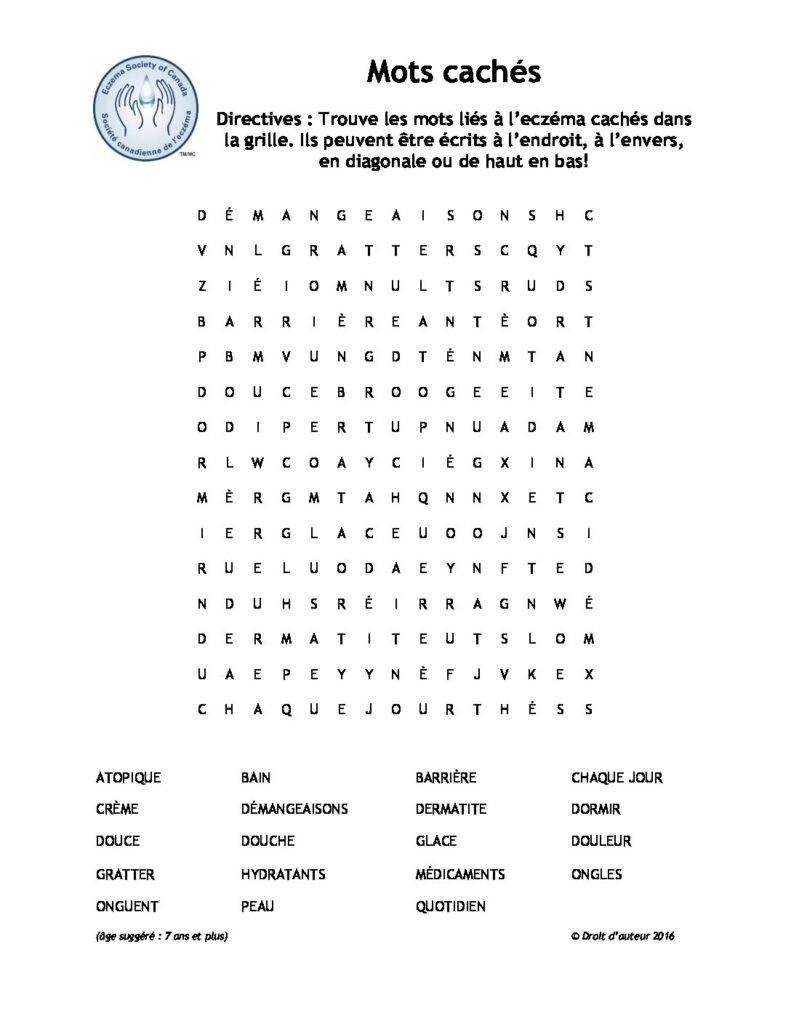 Eczema Society of Canada
Société canadienne de l'eczéma
TM/MC
Mots cachés
Directives : Trouve les mots liés à l'eczéma cachés dans
la grille. Ils peuvent être écrits à l'endroit, à l'envers,
en diagonale ou de haut en bas!
D É M A N G E A I S O N S H C
V N L G R A T T E R S C Q Y T
Z I É I O M N U L T S R U D S
B A R R I È R E A N T È O R T
P B M V U N G D T É N M T A N
D O U C E B R O O G E E I T E
O D I P E R T U P N U A D A M
R L W C O A Y C I É G X I N A
M È R G M T A H Q N N X E T C
I E R G L A C E U O O J N S I
R U E L U O D A E Y N F T E D
N D U H S R É I R R A G N W É
D E R M A T I T E U T S L O M
U A E P E Y Y N È F J V K E X
C H A Q U E J O U R T H É S S
ATOPIQUE BAIN BARRIÈRE CHAQUE JOUR
CRÈME DÉMANGEAISONS DERMATITE DORMIR
DOUCE DOUCHE GLACE DOULEUR
GRATTER HYDRATANTS MÉDICAMENTS ONGLES
ONGUENT PEAU QUOTIDIEN
(âge suggéré : 7 ans et plus) © Droit d'auteur 2016